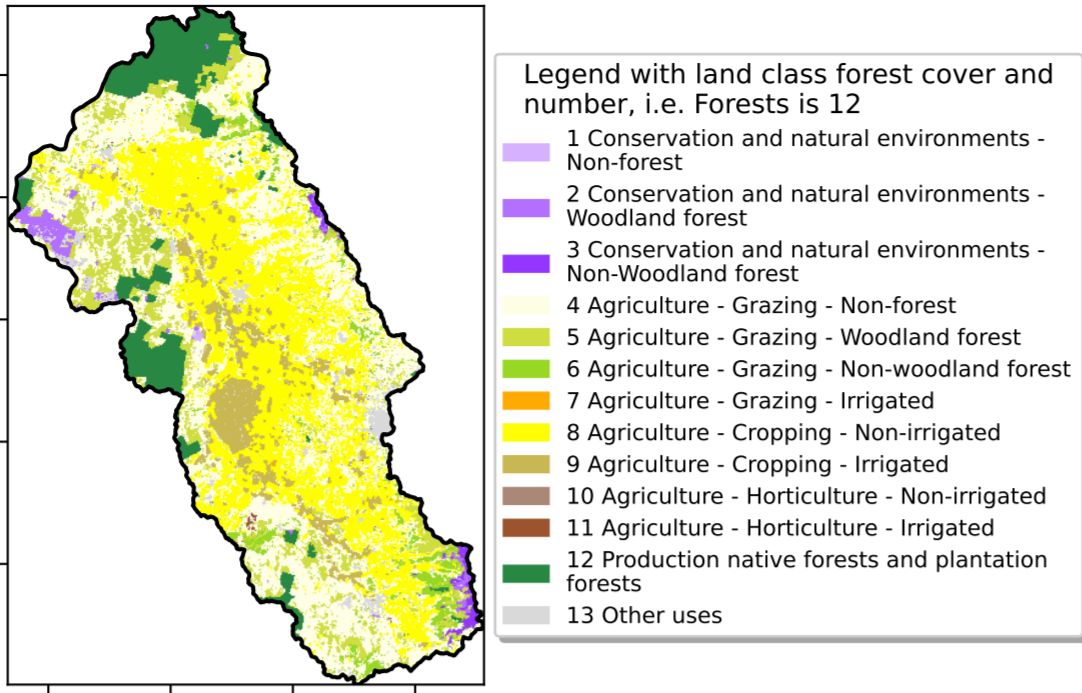 Legend with land class forest cover and
number, i.e. Forests is 12
1 Conservation and natural environments -
Non-forest
2 Conservation and natural environments -
Woodland forest
3 Conservation and natural environments -
Non-Woodland forest
4 Agriculture - Grazing - Non-forest
5 Agriculture - Grazing - Woodland forest
6 Agriculture - Grazing - Non-woodland forest
7 Agriculture - Grazing - Irrigated
8 Agriculture - Cropping - Non-irrigated
9 Agriculture - Cropping - Irrigated
10 Agriculture - Horticulture - Non-irrigated
11 Agriculture - Horticulture - Irrigated
12 Production native forests and plantation
forests
13 Other uses